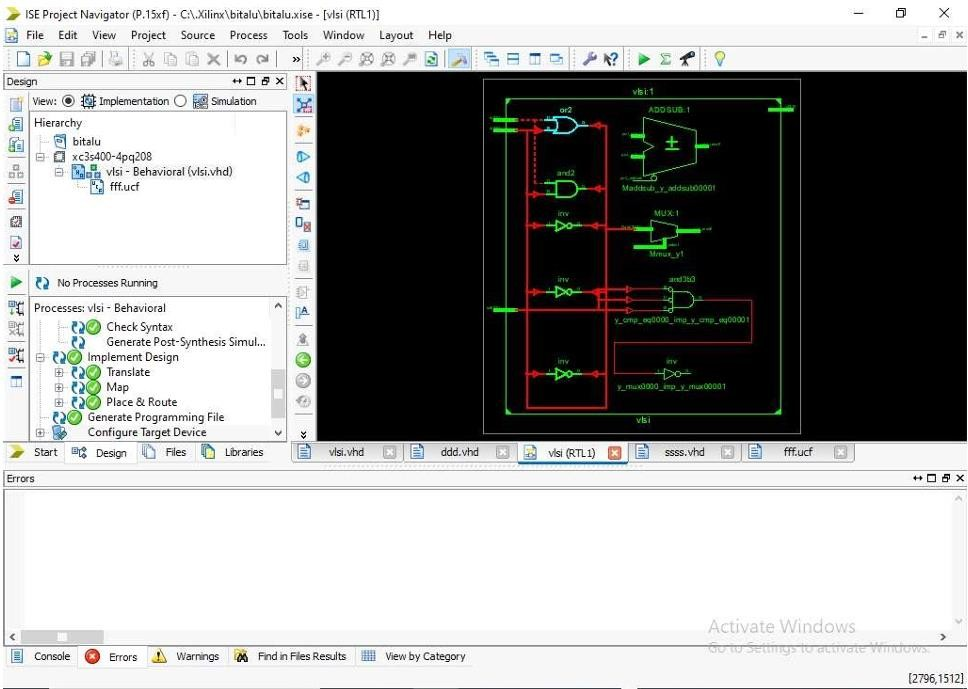 ISE Project Navigator (P.15xf) - C:\.Xilinx\bitalu\bitalu.xise - [vlsi (RTL1)]
File Edit View Project Source Process Tools Window Layout Help
Design
View: Implementation Simulation
Hierarchy
bitalu
xc3s400-4pq208
vlsi - Behavioral (vlsi.vhd)
fff.ucf
No Processes Running
Processes: vlsi - Behavioral
Check Syntax
Generate Post-Synthesis Simul...
Implement Design
Translate
Map
Place & Route
Generate Programming File
Configure Target Device
Start Design Files Libraries
vlsi:1
or2
ADDSUB:1
Maddsub_y_addsub00001
and2
inv
MUX:1
Mmux_y1
inv
and3b3
y_cmp_eq0000_imp_y_cmp_eq00001
inv
inv
y_mux0000_imp_y_mux00001
vlsi
vlsi.vhd ddd.vhd vlsi (RTL1) ssss.vhd fff.ucf
Errors
Console Errors Warnings Find in Files Results View by Category
Activate Windows
Go to Settings to activate Windows.
[2796,1512]